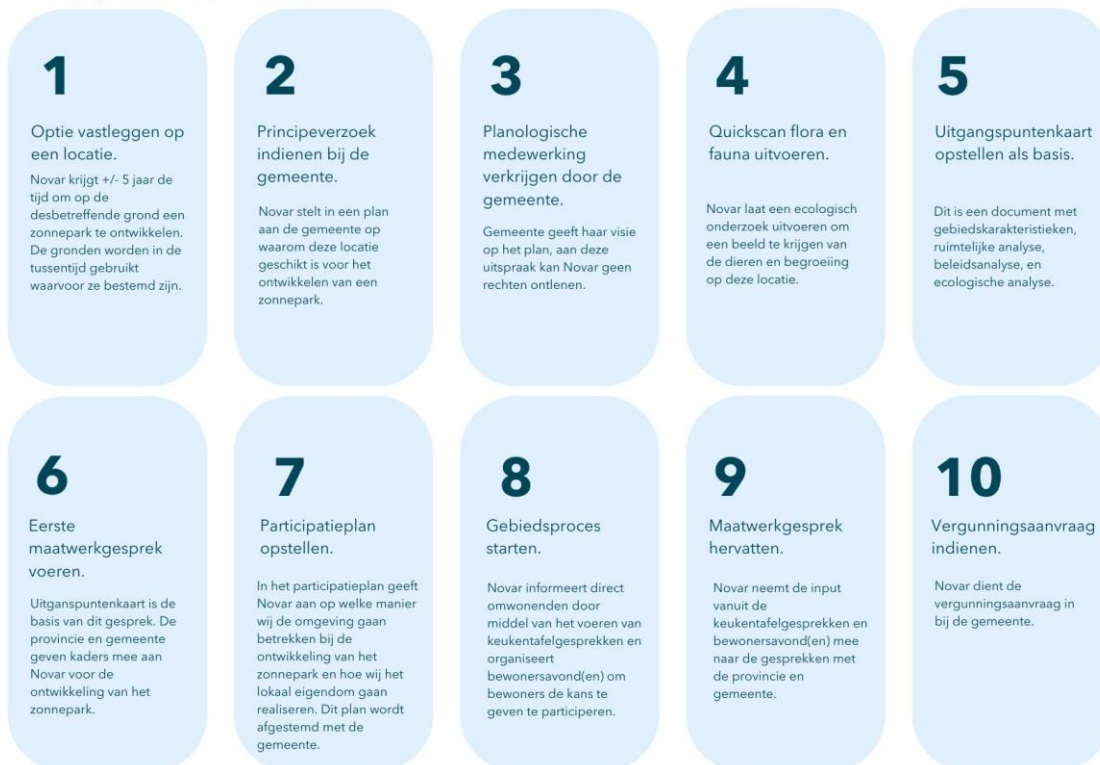 1
Optie vastleggen op
een locatie.
Novar krijgt +/- 5 jaar de
tijd om op de
desbetreffende grond een
zonnepark te ontwikkelen.
De gronden worden in de
tussentijd gebruikt
waarvoor ze bestemd zijn.
2
Principeverzoek
indienen bij de
gemeente.
Novar stelt in een plan
aan de gemeente op
waarom deze locatie
geschikt is voor het
ontwikkelen van een
zonnepark.
3
Planologische
medewerking
verkrijgen door de
gemeente.
Gemeente geeft haar visie
op het plan, aan deze
uitspraak kan Novar geen
rechten ontlenen.
4
Quickscan flora en
fauna uitvoeren.
Novar laat een ecologisch
onderzoek uitvoeren om
een beeld te krijgen van
de dieren en begroeiing
op deze locatie.
5
Uitgangspuntenkaart
opstellen als basis.
Dit is een document met
gebiedskarakteristieken,
ruimtelijke analyse,
beleidsanalyse, en
ecologische analyse.
6
Eerste
maatwerkgesprek
voeren.
Uitganspuntenkaart is de
basis van dit gesprek. De
provincie en gemeente
geven kaders mee aan
Novar voor de
ontwikkeling van het
zonnepark.
7
Participatieplan
opstellen.
In het participatieplan geeft
Novar aan op welke manier
wij de omgeving gaan
betrekken bij de
ontwikkeling van het
zonnepark en hoe wij het
lokaal eigendom gaan
realiseren. Dit plan wordt
afgestemd met de
gemeente.
8
Gebiedsproces
starten.
Novar informeert direct
omwonenden door
middel van het voeren van
keukentafelgesprekken en
organiseert
bewonersavond(en) om
bewoners de kans te
geven te participeren.
9
Maatwerkgesprek
hervatten.
Novar neemt de input
vanuit de
keukentafelgesprekken en
bewonersavond(en) mee
naar de gesprekken met
de provincie en
gemeente.
10
Vergunningsaanvraag
indienen.
Novar dient de
vergunningsaanvraag in
bij de gemeente.